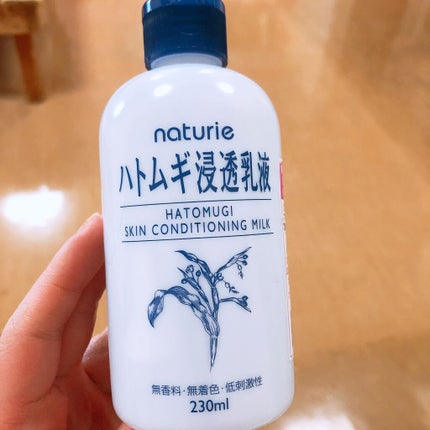 naturie
ハトムギ浸透乳液
HATOMUGI
SKIN CONDITIONING MILK
無香料・無着色・低刺激性
230ml